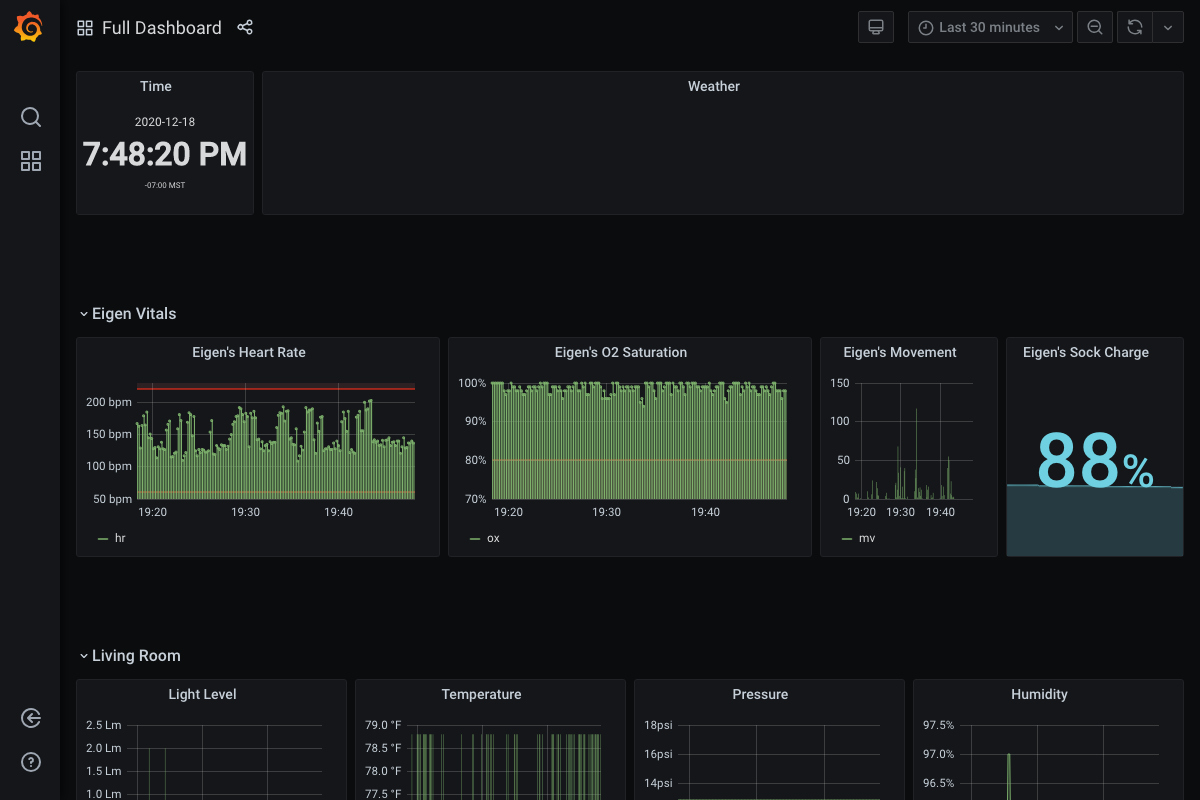 Full Dashboard
Last 30 minutes
Time
2020-12-18
7:48:20 PM
-07:00 MST
Weather
Eigen Vitals
Eigen's Heart Rate
200 bpm
150 bpm
100 bpm
50 bpm
19:20 19:30 19:40
hr
Eigen's O2 Saturation
100%
90%
80%
70%
19:20 19:30 19:40
ox
Eigen's Movement
150
100
50
0
19:20 19:30 19:40
mv
Eigen's Sock Charge
88%
Living Room
Light Level
2.5 Lm
2.0 Lm
1.5 Lm
1.0 Lm
Temperature
79.0 °F
78.5 °F
78.0 °F
77.5 °F
Pressure
18psi
16psi
14psi
Humidity
97.5%
97.0%
96.5%